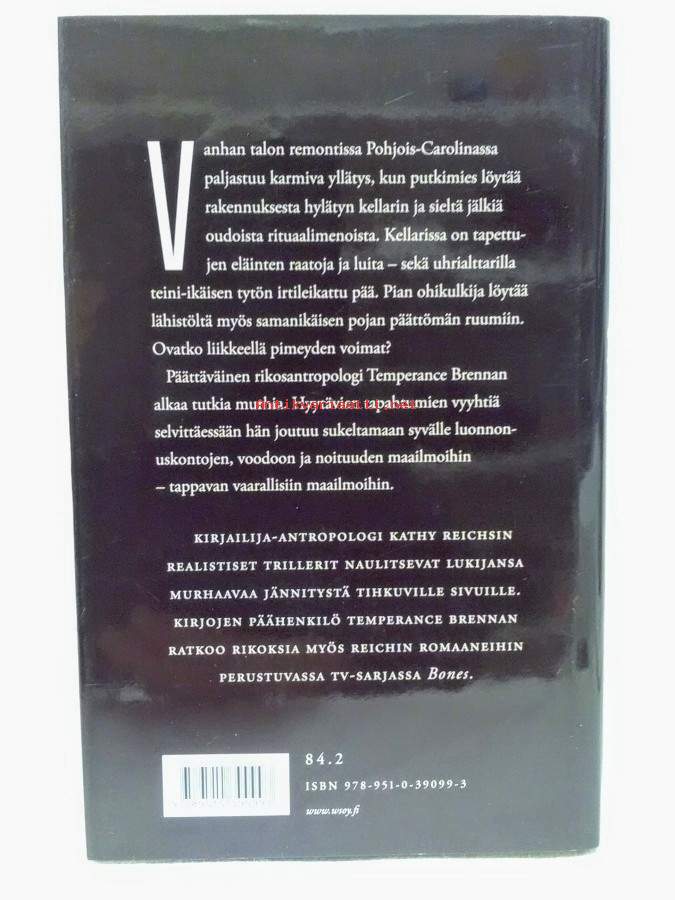 Vanhan talon remontissa Pohjois-Carolinassa
paljastuu karmiva yllätys, kun putkimies löytää
rakennuksesta hylätyn kellarin ja sieltä jälkiä
oudoista rituaalimenoista. Kellarissa on tapettu-
jen eläinten raatoja ja luita – sekä uhrialttarilla
teini-ikäisen tytön irtileikattu pää. Pian ohikulkija löytää
lähistöltä myös samanikäisen pojan päättömän ruumiin.
Ovatko liikkeellä pimeyden voimat?
Päättäväinen rikosantropologi Temperance Brennan
alkaa tutkia murhia. Hyytävien tapahtumien vyyhtiä
Antikvariaatti.net
selvittäessään hän joutuu sukeltamaan syvälle luonnon-
uskontojen, voodoon ja noituuden maailmoihin
– tappavan vaarallisiin maailmoihin.
KIRJAILIJA-ANTROPOLOGI KATHY REICHSIN
REALISTISET TRILLERIT NAULITSEVAT LUKIJANSA
MURHAAVAA JÄNNITYSTÄ TIHKUVILLE SIVUILLE.
KIRJOJEN PÄÄHENKILÖ TEMPERANCE BRENNAN
RATKOO RIKOKSIA MYÖS REICHIN ROMAANEIHIN
PERUSTUVASSA TV-SARJASSA Bones.
84.2
ISBN 978-951-0-39099-3
www.wsoy.fi